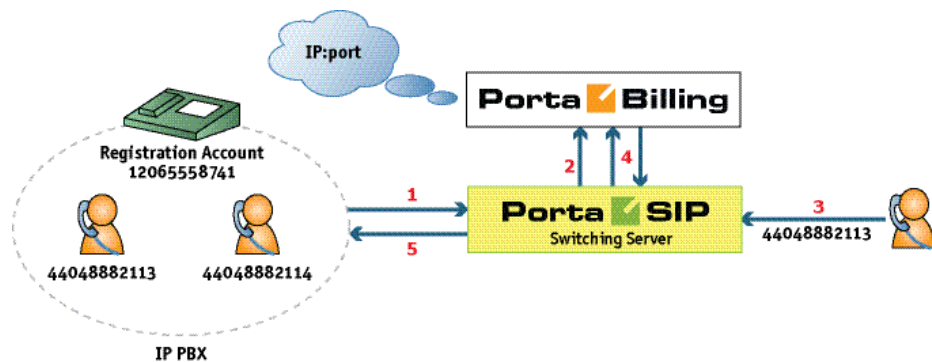 IP:port
Porta Billing
Registration Account
12065558741
2
4
1
Porta SIP
Switching Server
3
44048882113
5
44048882113
44048882114
IP PBX